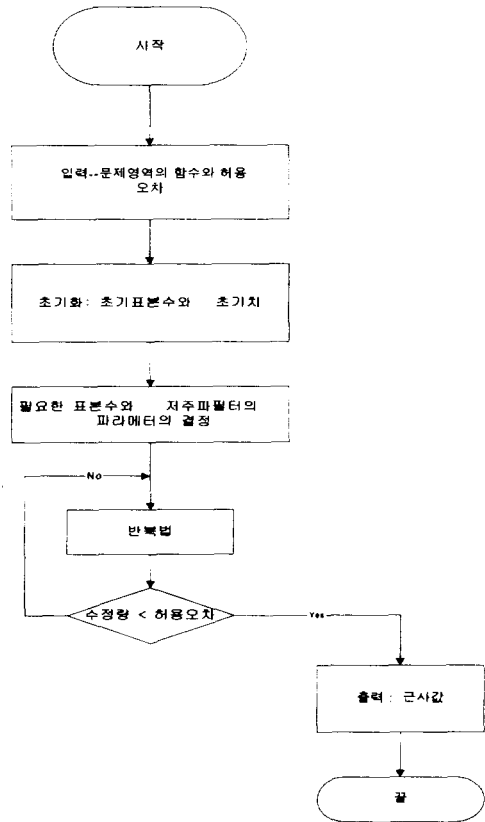 시작
입력--문제영역의 함수와 허용
오차
초기화: 초기표본수와 초기치
필요한 표본수와 저주파필터의
파라메터의 결정
No
반복법
수정량 < 허용오차
Yes
출력 : 근사값
끝